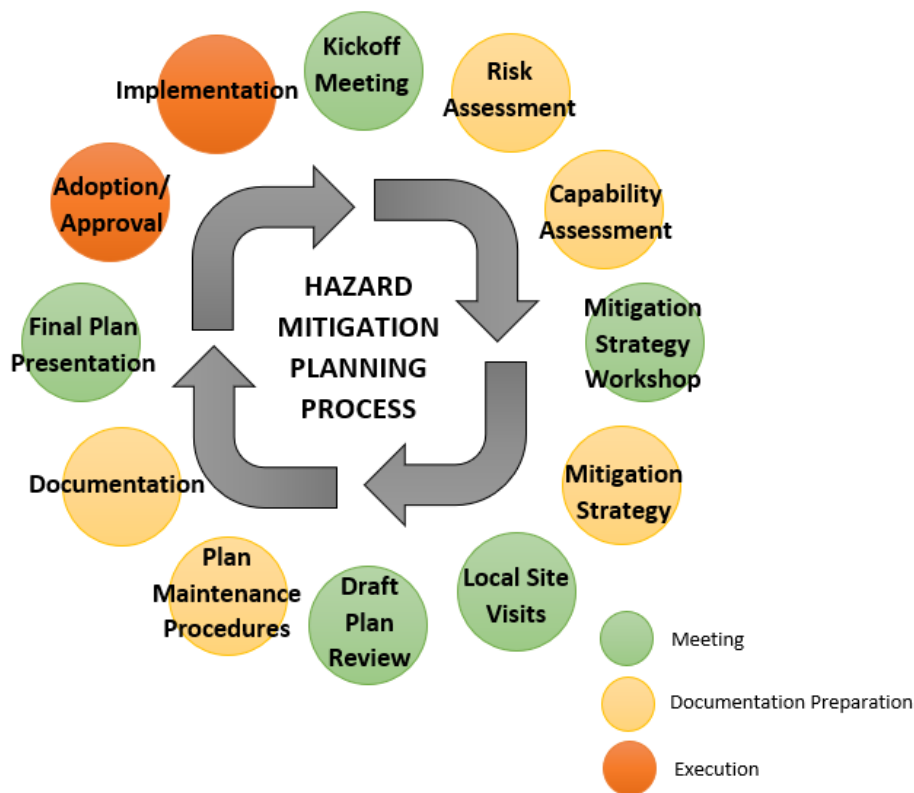 Kickoff
Meeting
Risk
Assessment
Capability
Assessment
Mitigation
Strategy
Workshop
Mitigation
Strategy
Local Site
Visits
Draft
Plan
Review
Plan
Maintenance
Procedures
Documentation
Final Plan
Presentation
Adoption/
Approval
Implementation
HAZARD
MITIGATION
PLANNING
PROCESS
Meeting
Documentation Preparation
Execution